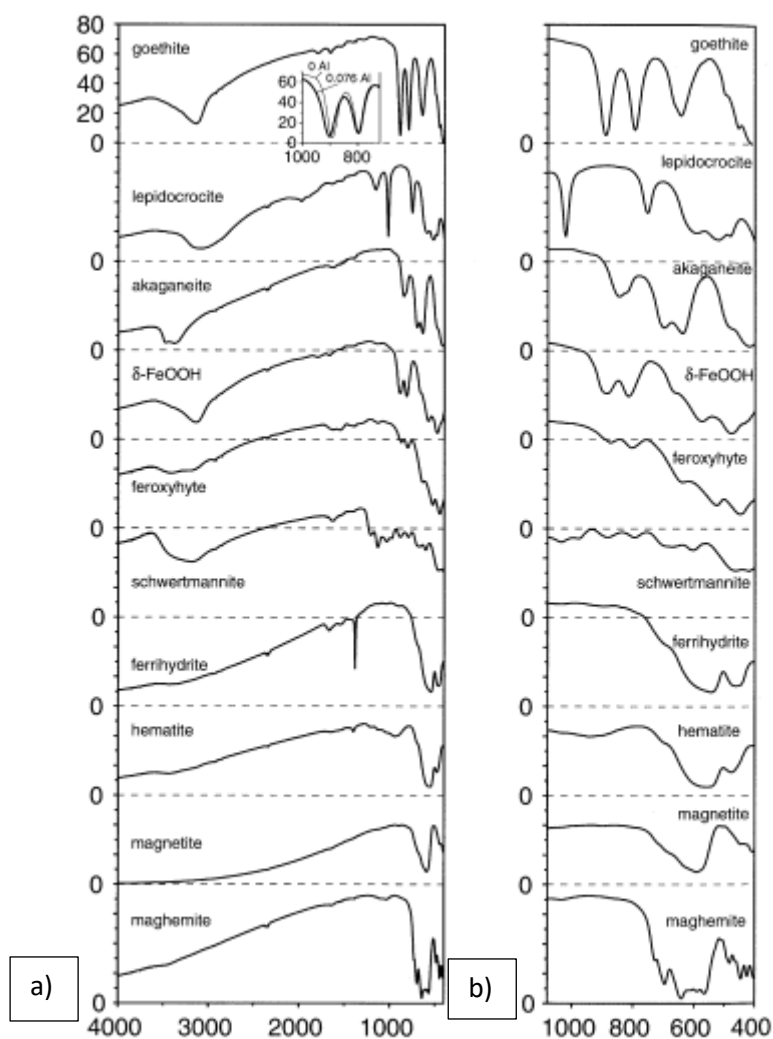 80
60
40
20
0
goethite
0 Al
0,076 Al
60
40
20
0
1000 800
lepidocrocite
0
akaganeite
0
δ-FeOOH
0
feroxyhyte
0
schwertmannite
0
ferrihydrite
0
hematite
0
magnetite
0
maghemite
0
a)
4000 3000 2000 1000
goethite
0
lepidocrocite
0
akaganeite
0
δ-FeOOH
0
feroxyhyte
0
schwertmannite
0
ferrihydrite
0
hematite
0
magnetite
0
maghemite
0
b)
1000 800 600 400